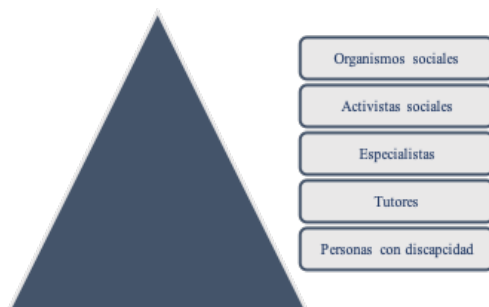 Organismos sociales
Activistas sociales
Especialistas
Tutores
Personas con discapcidad